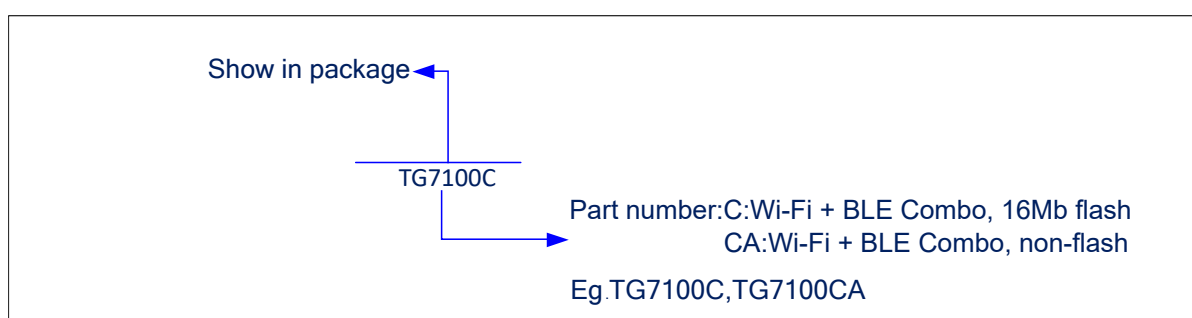 Show in package
TG7100C
Part number:C:Wi-Fi + BLE Combo, 16Mb flash
CA:Wi-Fi + BLE Combo, non-flash
Eg.TG7100C,TG7100CA